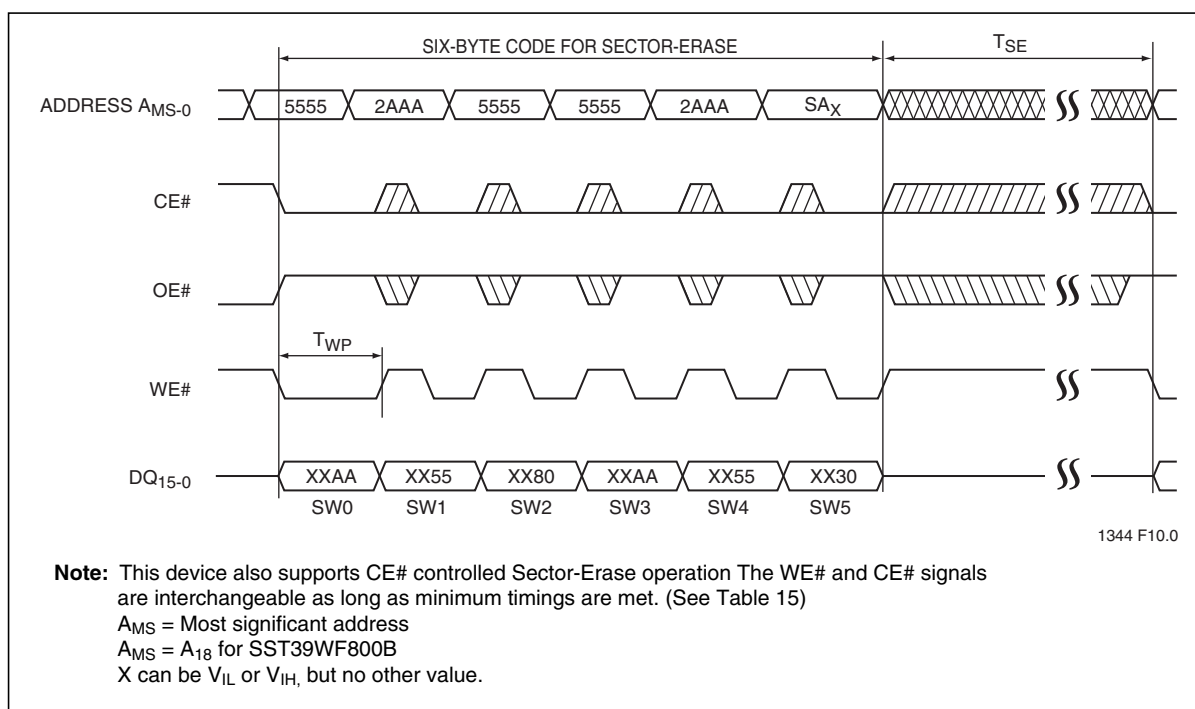 SIX-BYTE CODE FOR SECTOR-ERASE
TSE
ADDRESS AMS-0
5555 2AAA 5555 5555 2AAA SAX
CE#
OE#
TWP
WE#
DQ15-0
XXAA XX55 XX80 XXAA XX55 XX30
SW0 SW1 SW2 SW3 SW4 SW5
1344 F10.0
Note: This device also supports CE# controlled Sector-Erase operation The WE# and CE# signals
are interchangeable as long as minimum timings are met. (See Table 15)
AMS = Most significant address
AMS = A18 for SST39WF800B
X can be VIL or VIH, but no other value.